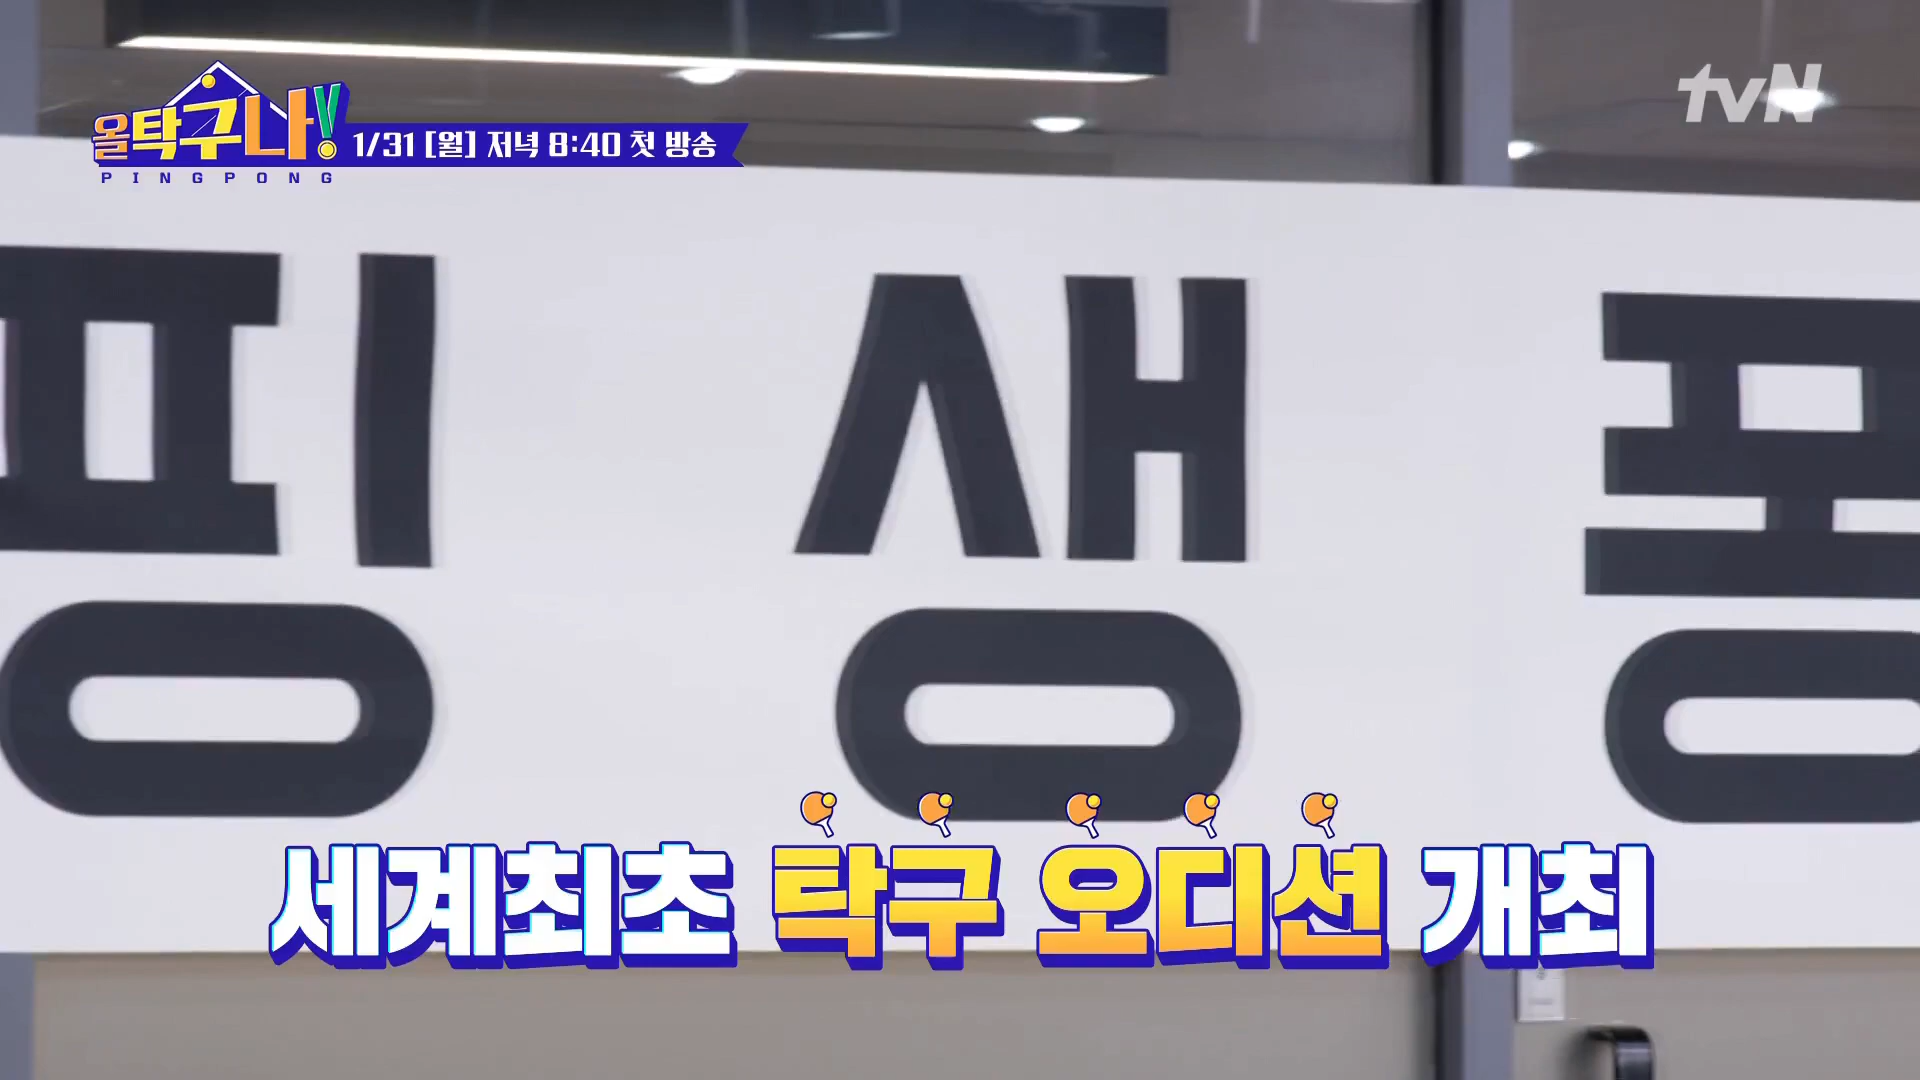 올탁구나!
PINGPONG
1/31 [월] 저녁 8:40 첫 방송
tvN
핑생퐁
세계최초 탁구 오디션 개최